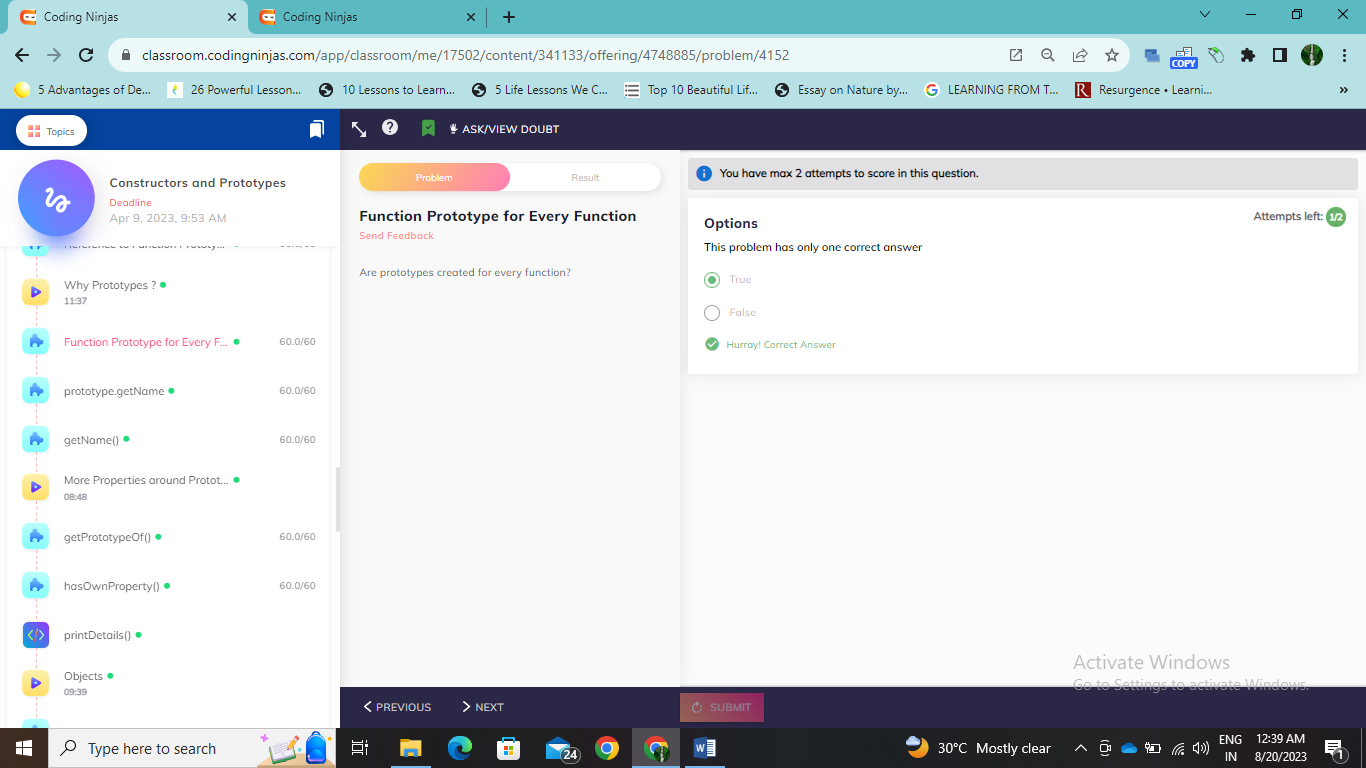 Coding Ninjas
Coding Ninjas
classroom.codingninjas.com/app/classroom/me/17502/content/341133/offering/4748885/problem/4152
COPY
5 Advantages of De...
26 Powerful Lesson...
10 Lessons to Learn...
5 Life Lessons We C...
Top 10 Beautiful Lif...
Essay on Nature by...
LEARNING FROM T...
Resurgence • Learni...
»
Topics
ASK/VIEW DOUBT
Constructors and Prototypes
Deadline
Apr 9, 2023, 9:53 AM
Why Prototypes ?
11:37
Function Prototype for Every F...
60.0/60
prototype.getName
60.0/60
getName()
60.0/60
More Properties around Protot...
08:48
getPrototypeOf()
60.0/60
hasOwnProperty()
60.0/60
printDetails()
Objects
09:39
Problem
Result
Function Prototype for Every Function
Send Feedback
Are prototypes created for every function?
You have max 2 attempts to score in this question.
Options
Attempts left: 1/2
This problem has only one correct answer
True
False
Hurray! Correct Answer
Activate Windows
Go to Settings to activate Windows.
PREVIOUS
NEXT
SUBMIT
Type here to search
24
30°C Mostly clear
ENG
IN
12:39 AM
8/20/2023
1